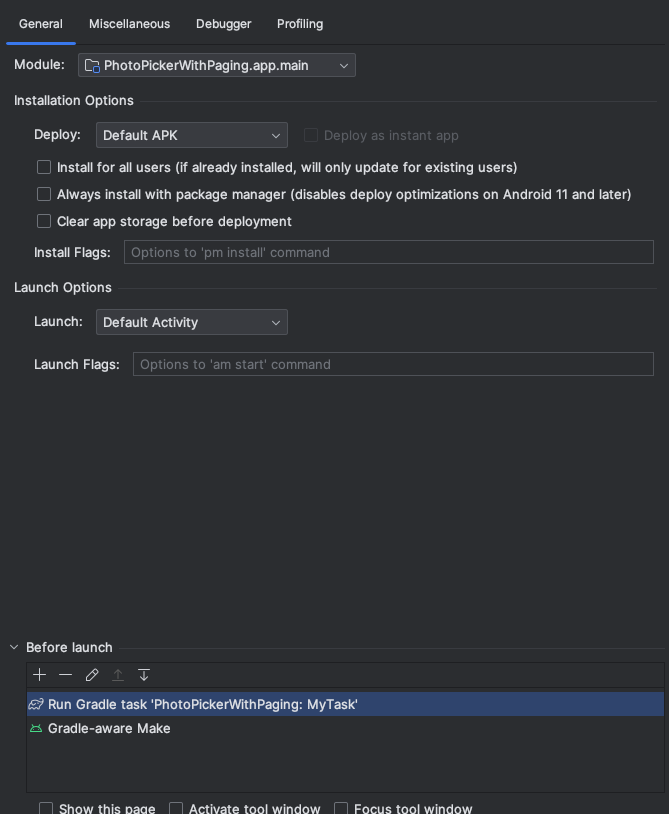 General Miscellaneous Debugger Profiling
Module: PhotoPickerWithPaging.app.main
Installation Options
Deploy: Default APK Deploy as instant app
Install for all users (if already installed, will only update for existing users)
Always install with package manager (disables deploy optimizations on Android 11 and later)
Clear app storage before deployment
Install Flags: Options to 'pm install' command
Launch Options
Launch: Default Activity
Launch Flags: Options to 'am start' command
Before launch
Run Gradle task 'PhotoPickerWithPaging: MyTask'
Gradle-aware Make
Show this page Activate tool window Focus tool window